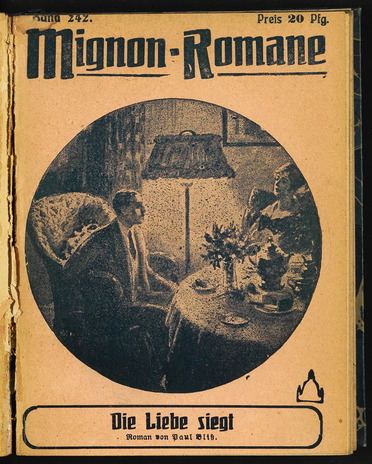 Band 242.
Preis 20 Pfg.
Mignon-Romane
Die Liebe siegt
Roman von Paul Bliß.